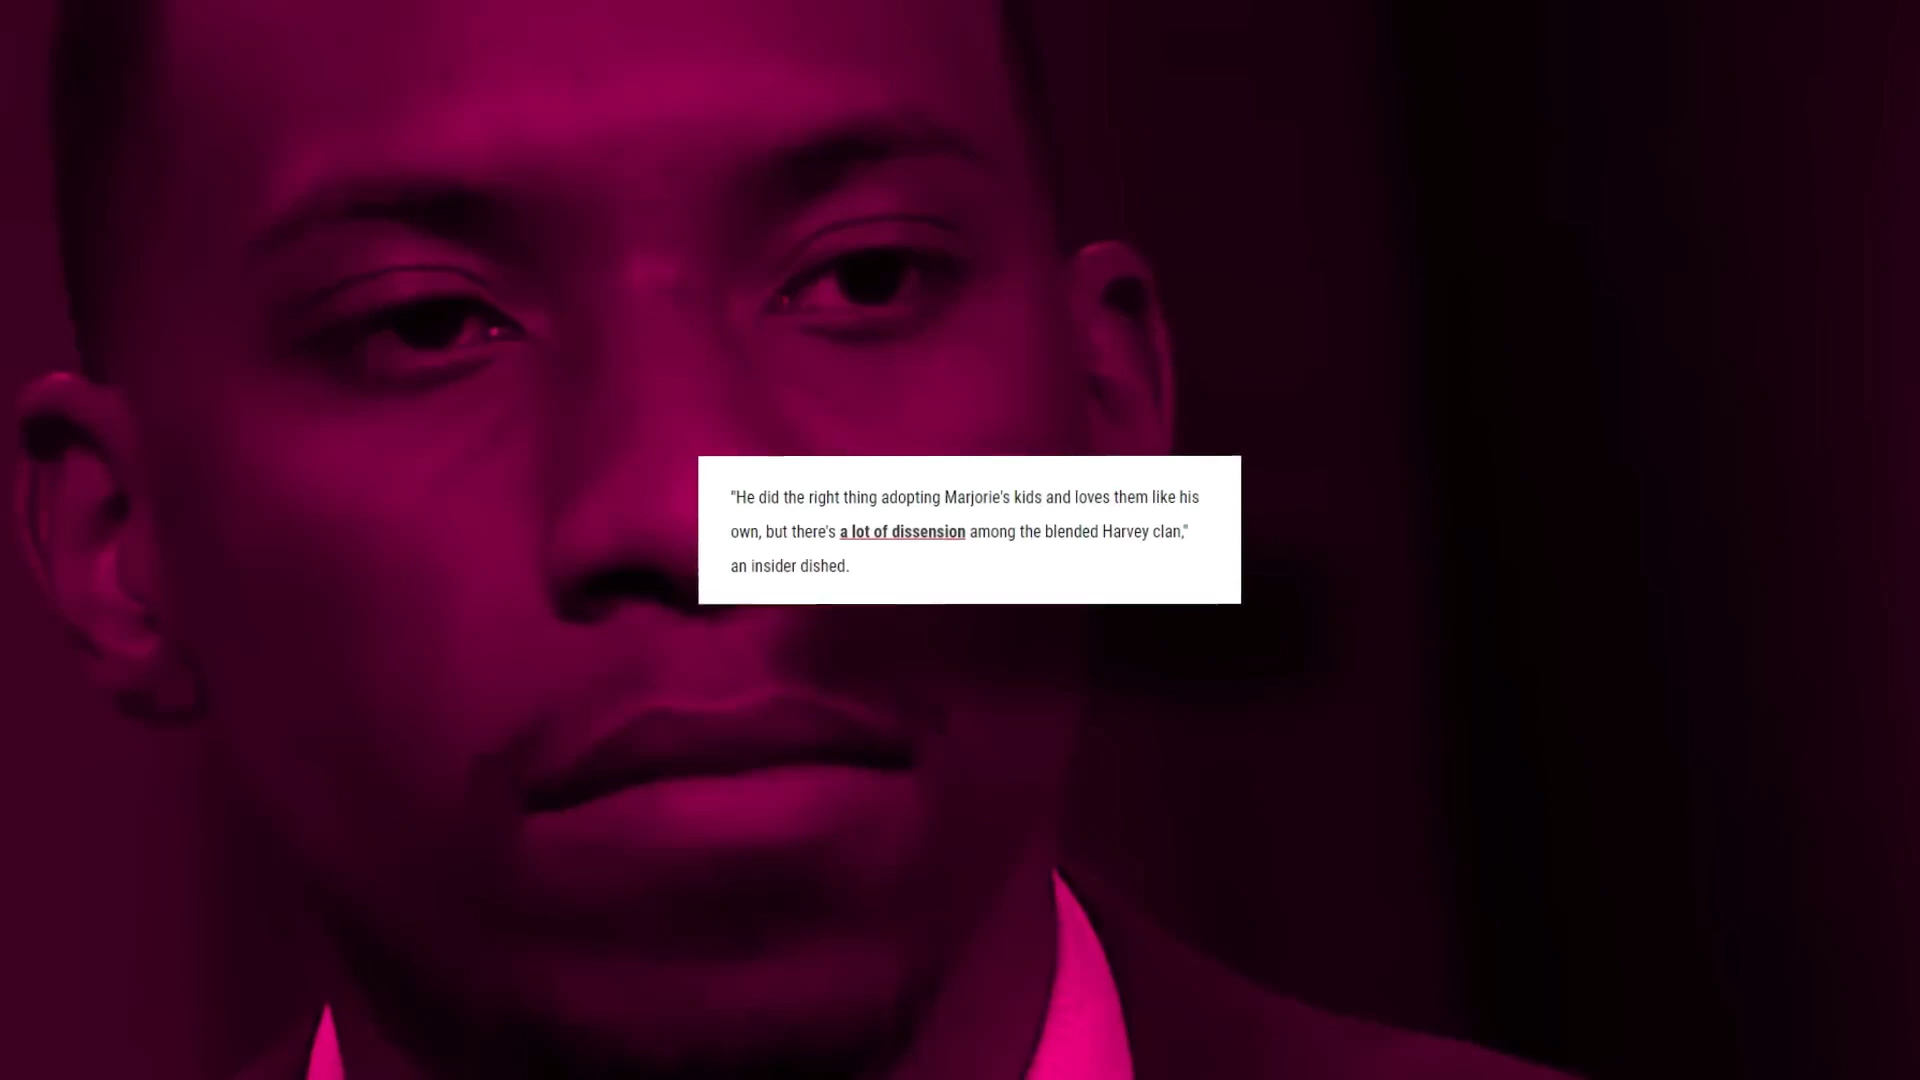 "He did the right thing adopting Marjorie's kids and loves them like his
own, but there's a lot of dissension among the blended Harvey clan,"
an insider dished.